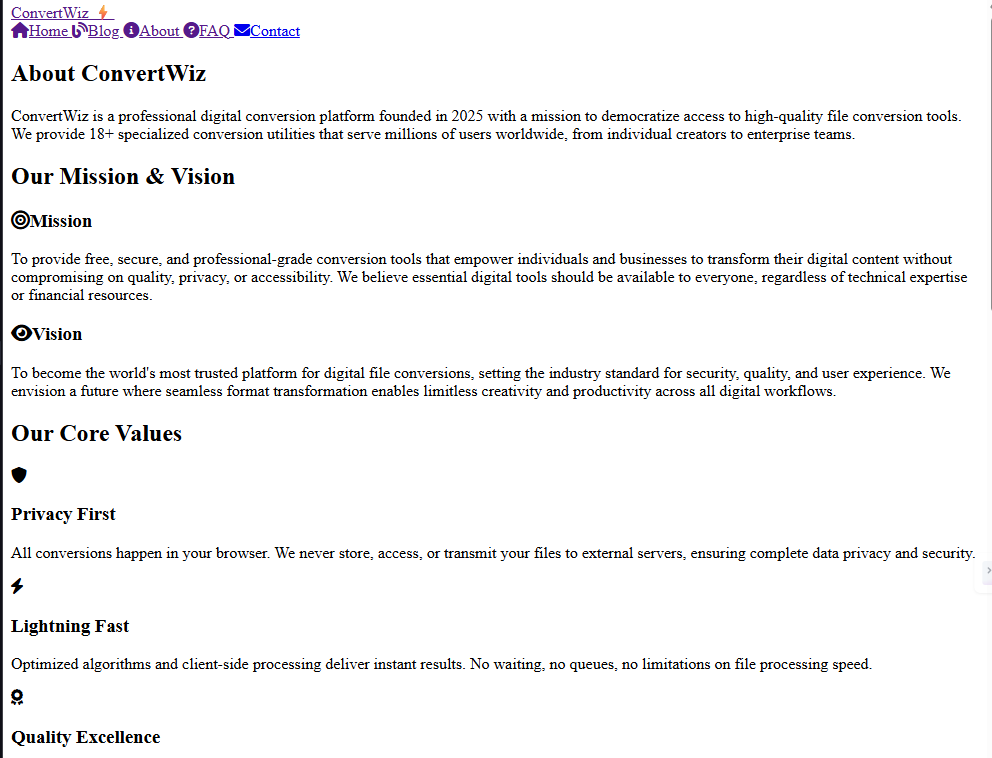 ConvertWiz ⚡
Home Blog About FAQ Contact
About ConvertWiz
ConvertWiz is a professional digital conversion platform founded in 2025 with a mission to democratize access to high-quality file conversion tools.
We provide 18+ specialized conversion utilities that serve millions of users worldwide, from individual creators to enterprise teams.
Our Mission & Vision
Mission
To provide free, secure, and professional-grade conversion tools that empower individuals and businesses to transform their digital content without
compromising on quality, privacy, or accessibility. We believe essential digital tools should be available to everyone, regardless of technical expertise
or financial resources.
Vision
To become the world's most trusted platform for digital file conversions, setting the industry standard for security, quality, and user experience. We
envision a future where seamless format transformation enables limitless creativity and productivity across all digital workflows.
Our Core Values
Privacy First
All conversions happen in your browser. We never store, access, or transmit your files to external servers, ensuring complete data privacy and security.
Lightning Fast
Optimized algorithms and client-side processing deliver instant results. No waiting, no queues, no limitations on file processing speed.
Quality Excellence